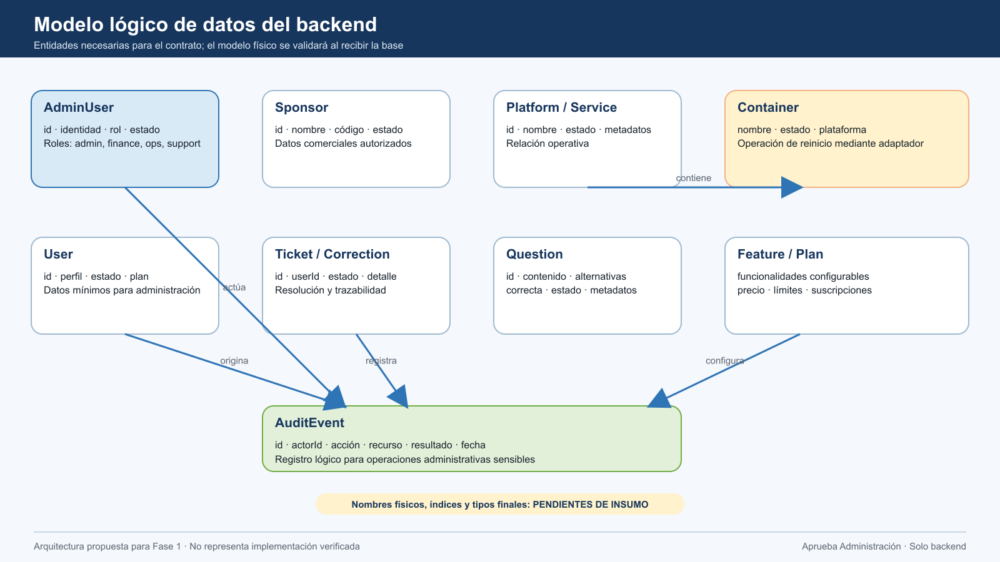 Modelo lógico de datos del backend
Entidades necesarias para el contrato; el modelo físico se validará al recibir la base
AdminUser
id · identidad · rol · estado
Roles: admin, finance, ops, support
Sponsor
id · nombre · código · estado
Datos comerciales autorizados
Platform / Service
id · nombre · estado · metadatos
Relación operativa
Container
nombre · estado · plataforma
Operación de reinicio mediante adaptador
contiene
User
id · perfil · estado · plan
Datos mínimos para administración
actúa
Ticket / Correction
id · userId · estado · detalle
Resolución y trazabilidad
Question
id · contenido · alternativas
correcta · estado · metadatos
Feature / Plan
funcionalidades configurables
precio · límites · suscripciones
origina
registra
configura
AuditEvent
id · actorId · acción · recurso · resultado · fecha
Registro lógico para operaciones administrativas sensibles
Nombres físicos, índices y tipos finales: PENDIENTES DE INSUMO
Arquitectura propuesta para Fase 1 · No representa implementación verificada
Aprueba Administración · Solo backend